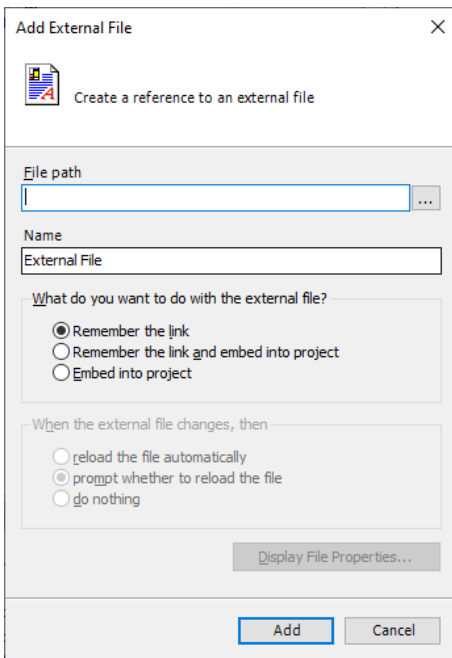 Add External File
Create a reference to an external file
File path
...
Name
External File
What do you want to do with the external file?
Remember the link
Remember the link and embed into project
Embed into project
When the external file changes, then
reload the file automatically
prompt whether to reload the file
do nothing
Display File Properties...
Add Cancel